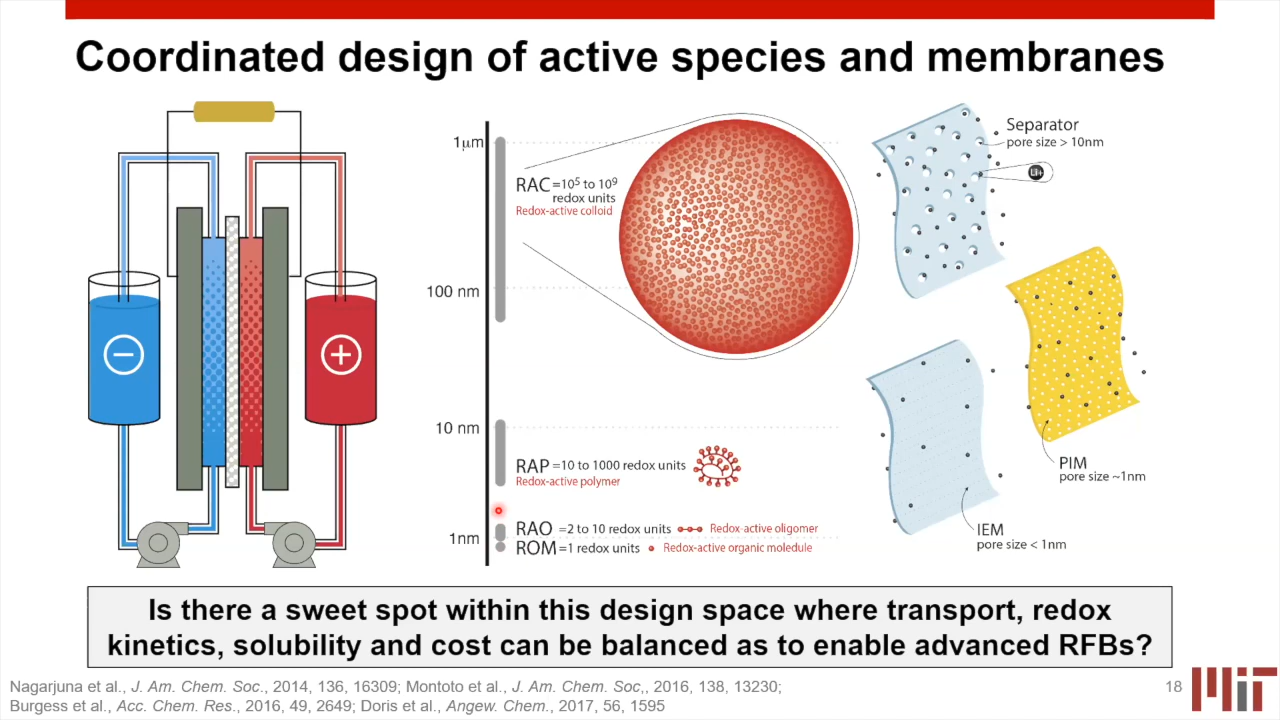 Coordinated design of active species and membranes
1μm
100 nm
10 nm
1nm
RAC=10⁵ to 10⁹
redox units
Redox-active colloid
RAP =10 to 1000 redox units
Redox-active polymer
RAO =2 to 10 redox units Redox-active oligomer
ROM=1 redox units Redox-active organic moledule
Separator
pore size > 10nm
Li+
PIM
pore size ~1nm
IEM
pore size < 1nm
Is there a sweet spot within this design space where transport, redox
kinetics, solubility and cost can be balanced as to enable advanced RFBs?
Nagarjuna et al., J. Am. Chem. Soc., 2014, 136, 16309; Montoto et al., J. Am. Chem. Soc,, 2016, 138, 13230;
Burgess et al., Acc. Chem. Res., 2016, 49, 2649; Doris et al., Angew. Chem., 2017, 56, 1595
18
MIT